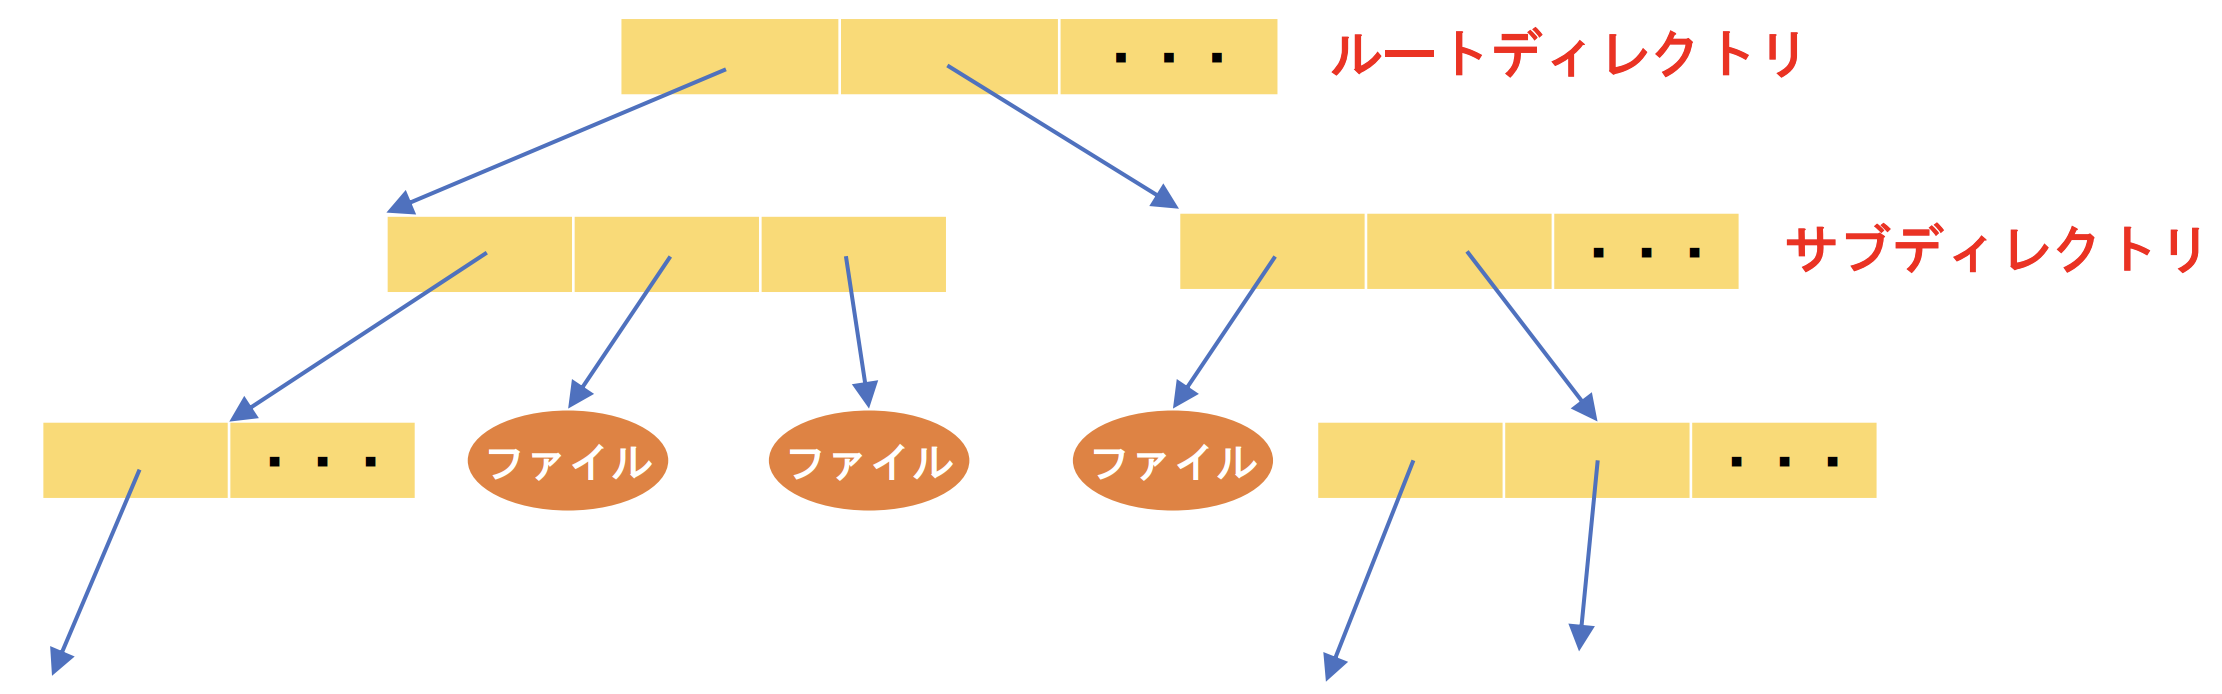 ■ ■ ■ ルートディレクトリ
■ ■ ■ サブディレクトリ
■ ■ ■ ファイル ファイル ファイル ■ ■ ■